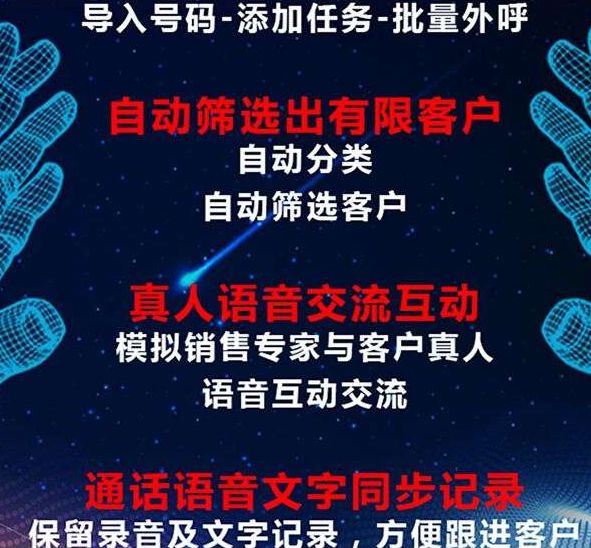 导入号码-添加任务-批量外呼
自动筛选出有限客户
自动分类
自动筛选客户
真人语音交流互动
模拟销售专家与客户真人
语音互动交流
通话语音文字同步记录
保留录音及文字记录，方便跟进客户